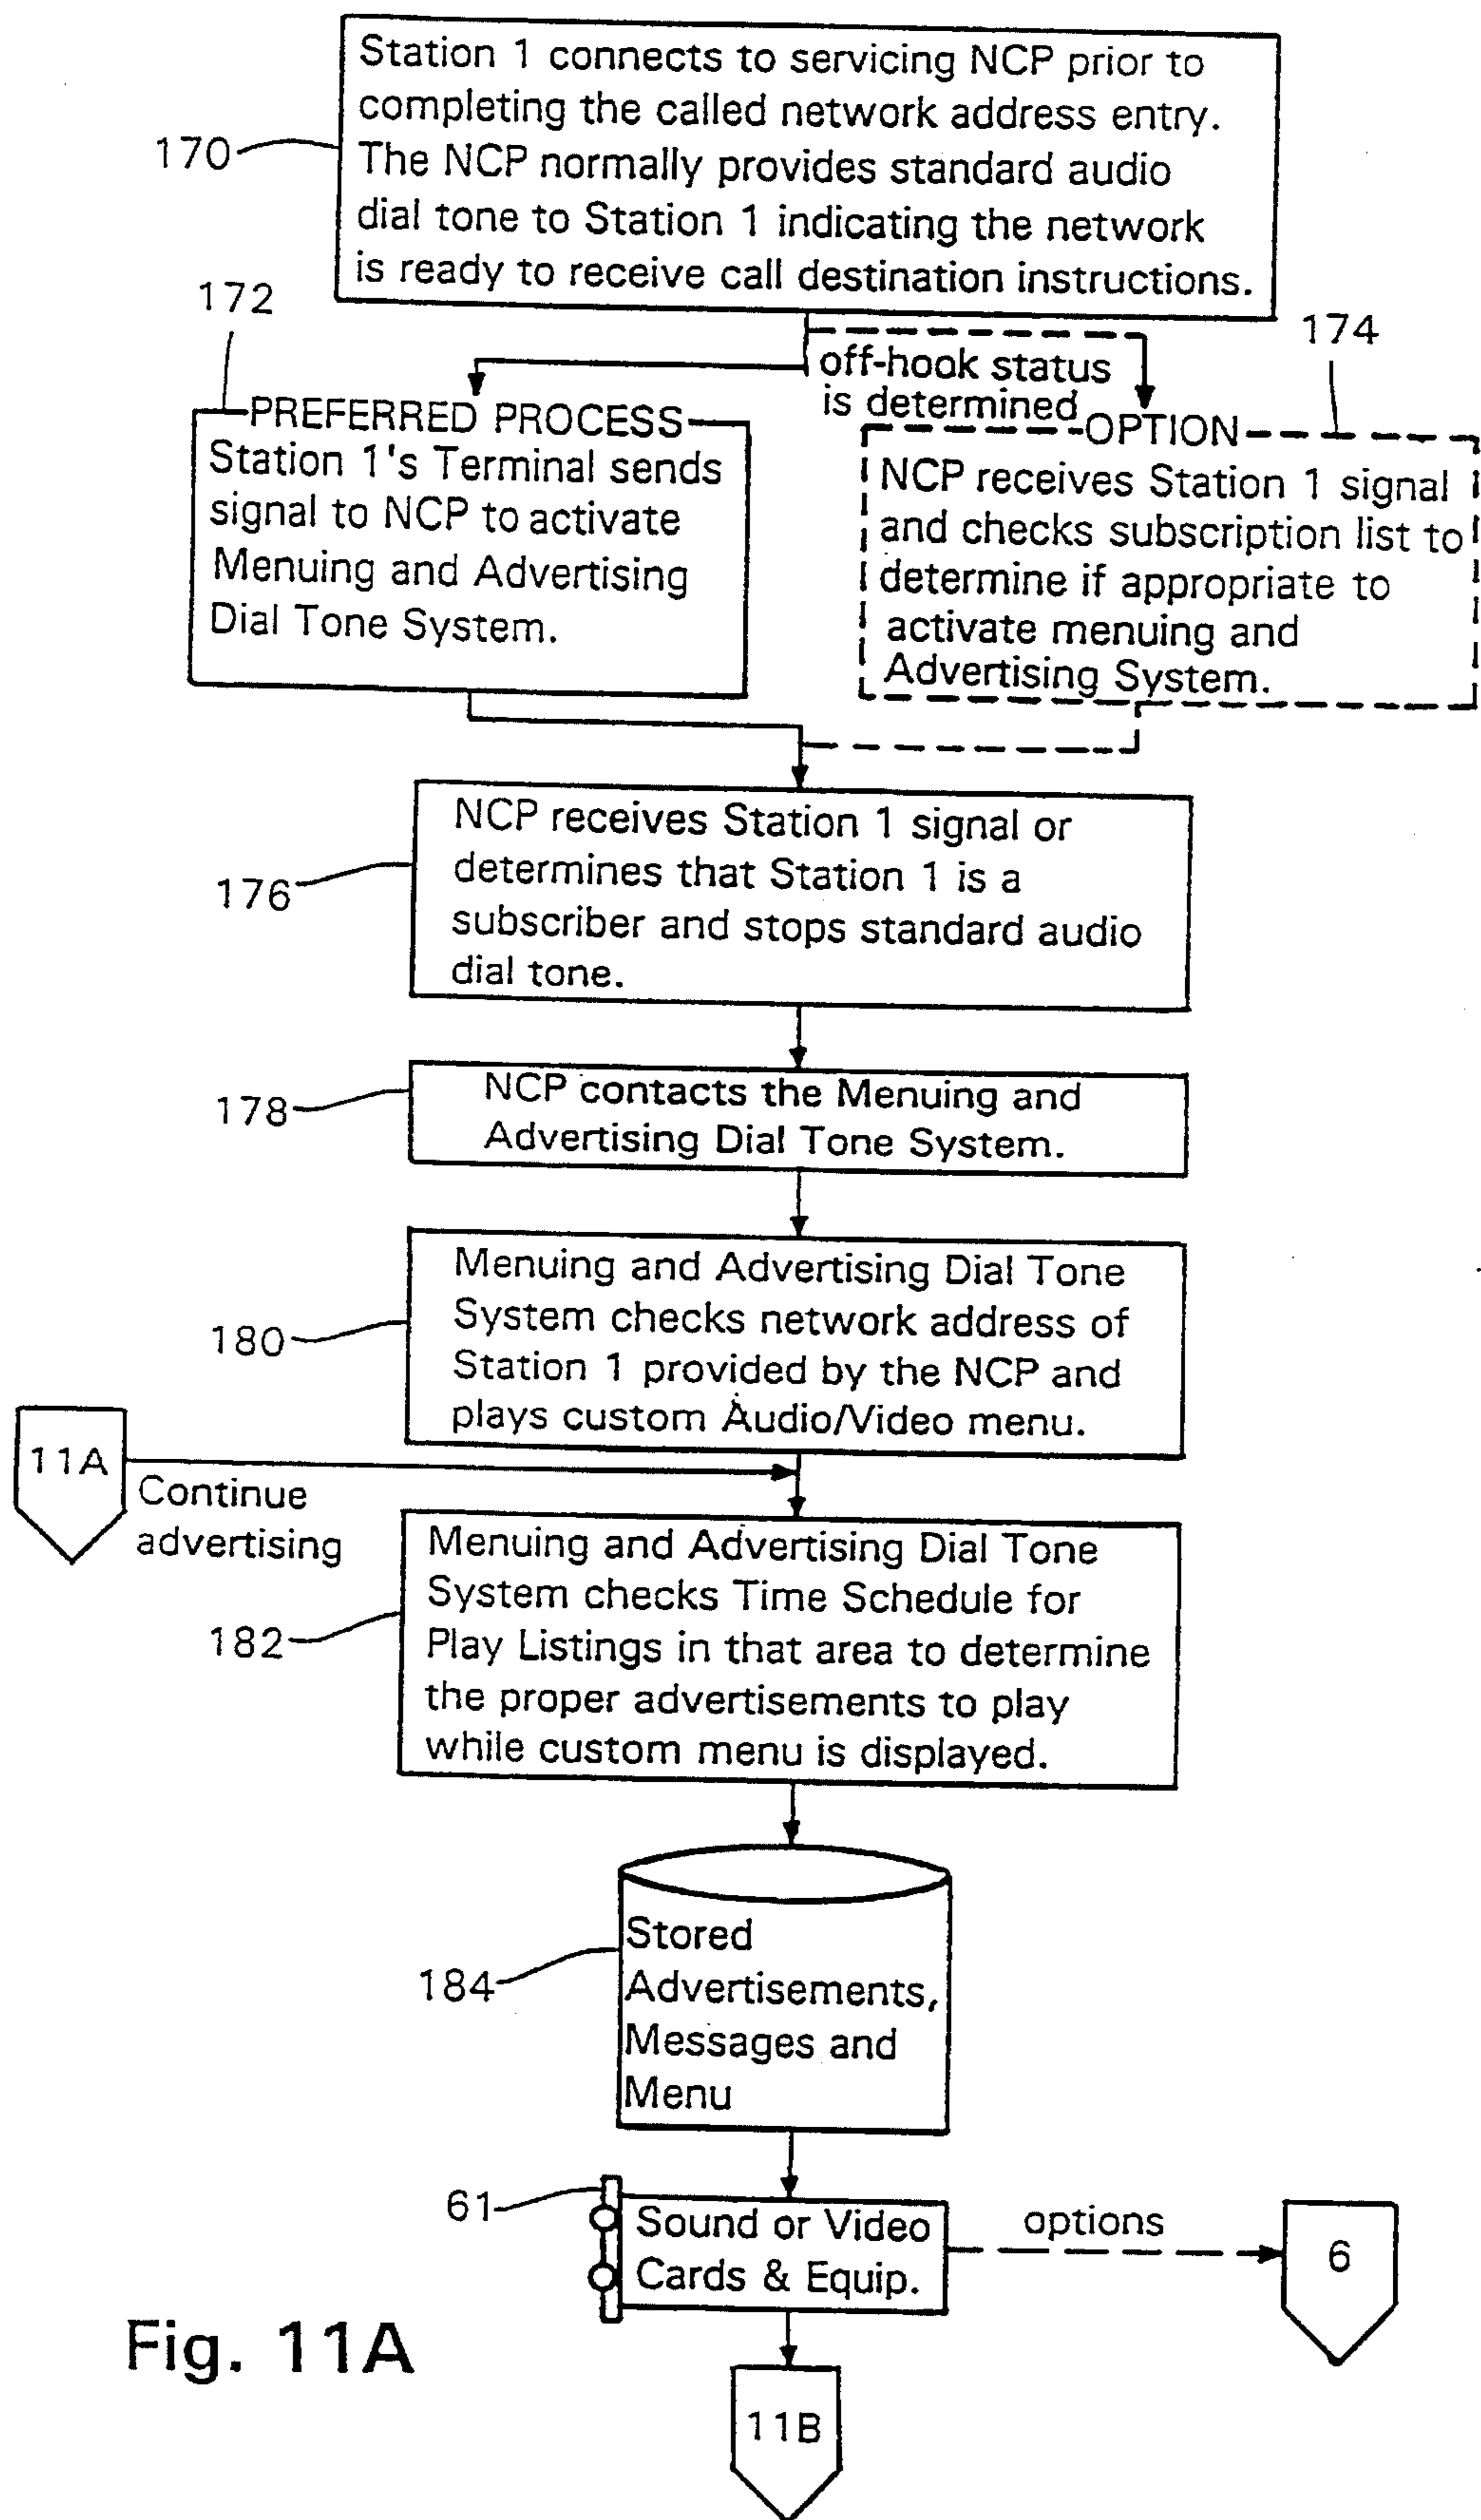 Station 1 connects to servicing NCP prior to
completing the called network address entry.
170
The NCP normally provides standard audio
dial tone to Station 1 indicating the network
is ready to receive call destination instructions.
172
174
off-hook status
is determined
PREFERRED PROCESS
Station 1's Terminal sends
signal to NCP to activate
Menuing and Advertising
Dial Tone System.
OPTION
NCP receives Station 1 signal
and checks subscription list to
determine if appropriate to
activate menuing and
Advertising System.
NCP receives Station 1 signal or
determines that Station 1 is a
176
subscriber and stops standard audio
dial tone.
NCP contacts the Menuing and
178
Advertising Dial Tone System.
Menuing and Advertising Dial Tone
System checks network address of
180
Station 1 provided by the NCP and
plays custom Audio/Video menu.
11A
Continue
advertising
Menuing and Advertising Dial Tone
System checks Time Schedule for
182
Play Listings in that area to determine
the proper advertisements to play
while custom menu is displayed.
Stored
184
Advertisements,
Messages and
Menu
61
Sound or Video
Cards & Equip.
options
6
Fig. 11A
11B